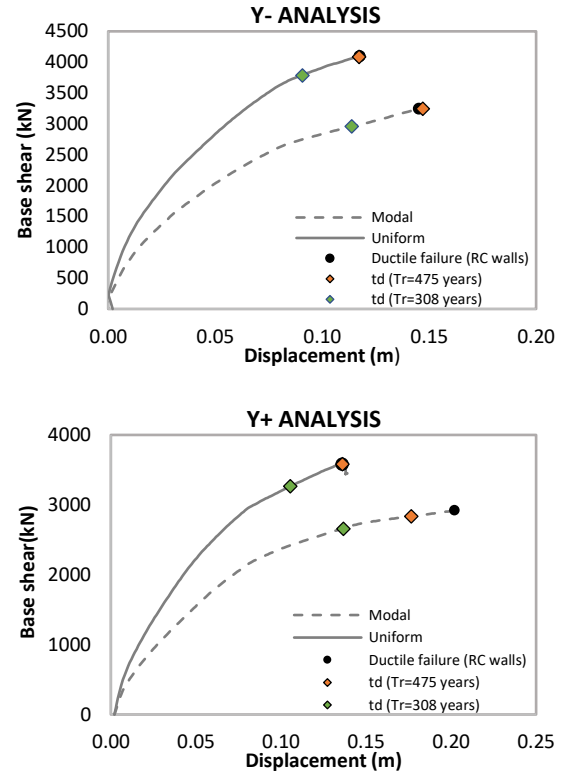 Y- ANALYSIS
4500
4000
3500
3000
2500
2000
1500
1000
500
0
Base shear (kN)
Modal
Uniform
Ductile failure (RC walls)
td (Tr=475 years)
td (Tr=308 years)
0.00 0.05 0.10 0.15 0.20
Displacement (m)
Y+ ANALYSIS
4000
3000
2000
1000
0
Base shear(kN)
Modal
Uniform
Ductile failure (RC walls)
td (Tr=475 years)
td (Tr=308 years)
0.00 0.05 0.10 0.15 0.20 0.25
Displacement (m)